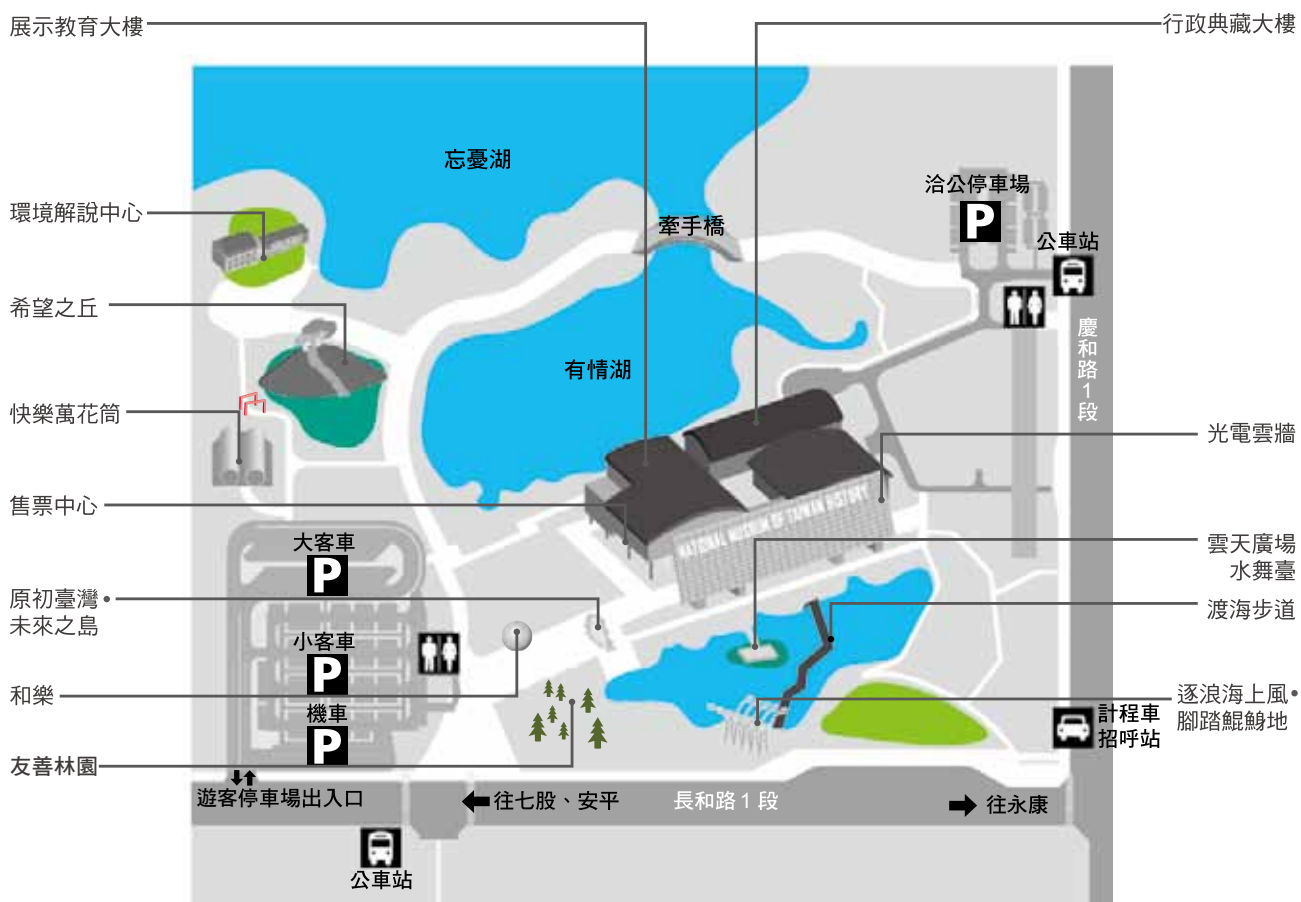 展示教育大樓
行政典藏大樓
忘憂湖
洽公停車場
P
環境解說中心
牽手橋
公車站
希望之丘
慶和路1段
有情湖
快樂萬花筒
光電雲牆
售票中心
NATIONAL MUSEUM OF TAIWAN HISTORY
大客車
P
雲天廣場
水舞臺
原初臺灣•
未來之島
渡海步道
小客車
P
和樂
逐浪海上風•
腳踏鯤鯓地
機車
P
計程車
招呼站
友善林園
遊客停車場出入口
往七股、安平
長和路1段
往永康
公車站